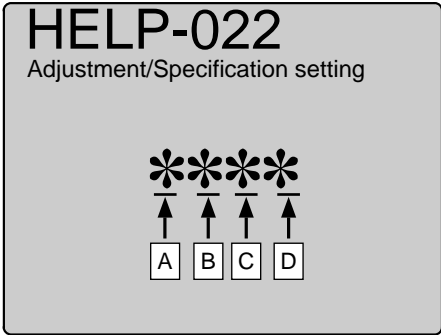 HELP-022
Adjustment/Specification setting
****
A B C D